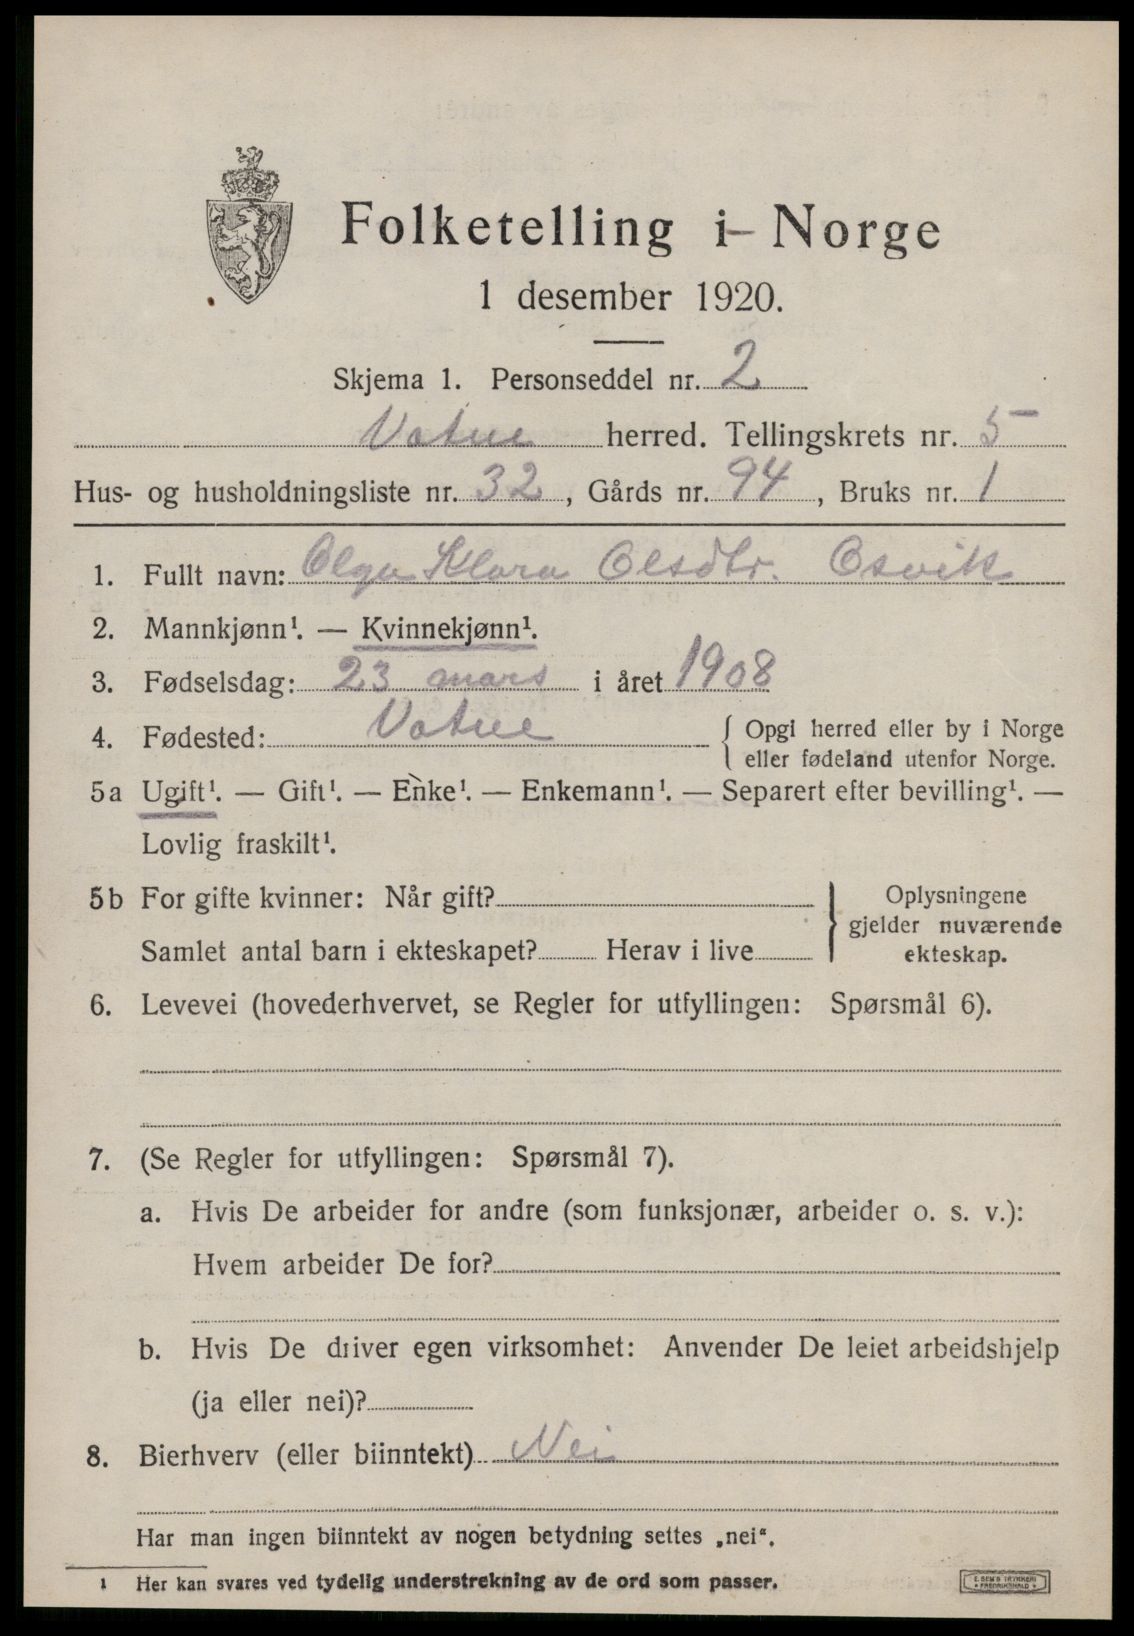 Folketelling i Norge
1 desember 1920.
Skjema 1. Personseddel nr. 2
Vatne herred. Tellingskrets nr. 5
Hus- og husholdningsliste nr. 32, Gårds nr. 94, Bruks nr. 1
1. Fullt navn: Olga Klara Olsdtr. Osvik
2. Mannkjønn¹. — Kvinnekjønn¹.
3. Fødselsdag: 23 mars i året 1908
4. Fødested: Vatne { Opgi herred eller by i Norge
eller fødeland utenfor Norge.
5a Ugift¹. — Gift¹. — Enke¹. — Enkemann¹. — Separert efter bevilling¹. —
Lovlig fraskilt¹.
5b For gifte kvinner: Når gift?
Samlet antal barn i ekteskapet? Herav i live
} Oplysningene
gjelder nuværende
ekteskap.
6. Levevei (hovederhvervet, se Regler for utfyllingen: Spørsmål 6).
7. (Se Regler for utfyllingen: Spørsmål 7).
a. Hvis De arbeider for andre (som funksjonær, arbeider o. s. v.):
Hvem arbeider De for?
b. Hvis De driver egen virksomhet: Anvender De leiet arbeidshjelp
(ja eller nei)?
8. Bierhverv (eller biinntekt) Nei
Har man ingen biinntekt av nogen betydning settes „nei“.
1 Her kan svares ved tydelig understrekning av de ord som passer.
E. SEM'S TRYKKERI
FREDRIKSHALD